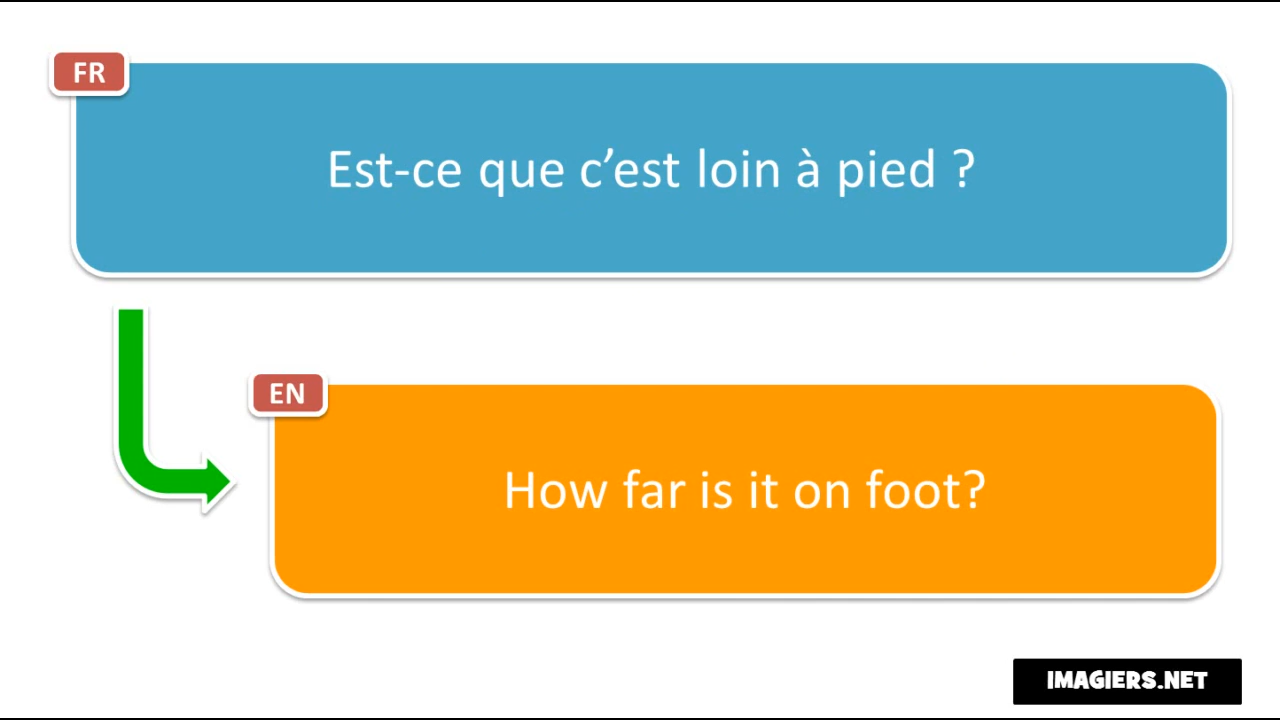 FR
Est-ce que c’est loin à pied ?
EN
How far is it on foot?
IMAGIERS.NET